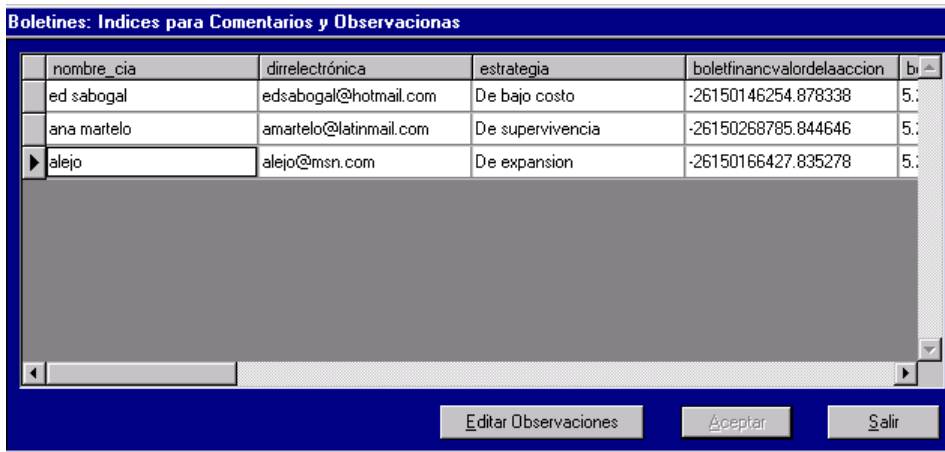 Boletines: Indices para Comentarios y Observacionas
nombre_cia dirrelectrónica estrategia boletfinancvalordelaaccion
ed sabogal edsabogal@hotmail.com De bajo costo -26150146254.878338
ana martelo amartelo@latinmail.com De supervivencia -26150268785.844646
alejo alejo@msn.com De expansion -26150166427.835278
Editar Observaciones Aceptar Salir